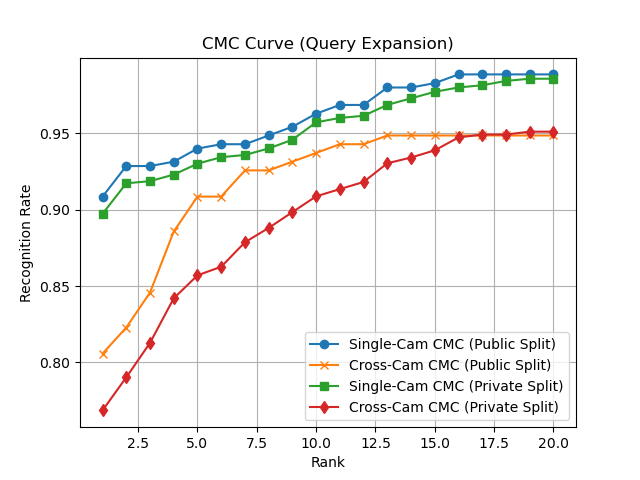 CMC Curve (Query Expansion)
Recognition Rate
0.95
0.90
0.85
0.80
Single-Cam CMC (Public Split)
Cross-Cam CMC (Public Split)
Single-Cam CMC (Private Split)
Cross-Cam CMC (Private Split)
2.5 5.0 7.5 10.0 12.5 15.0 17.5 20.0
Rank